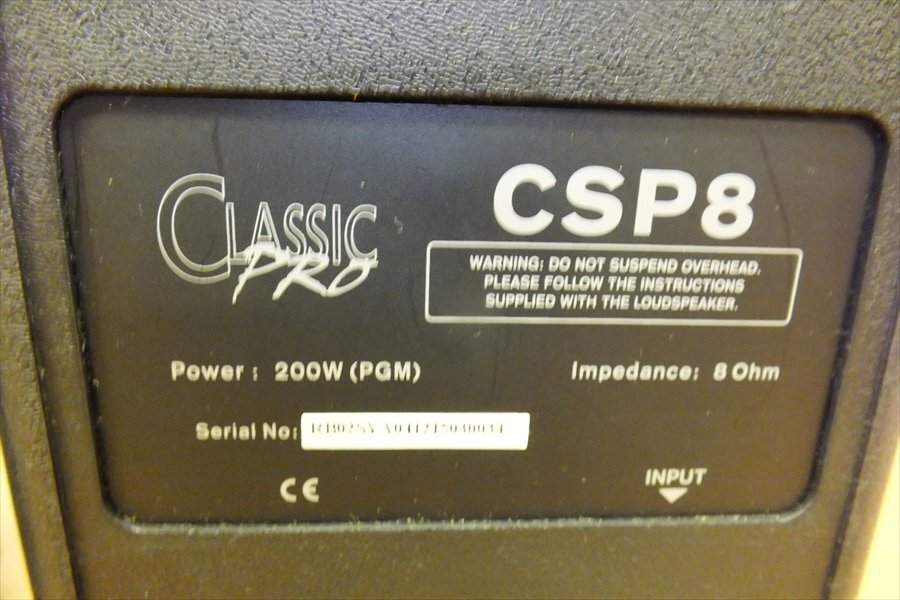 CLASSIC
PRO
CSP8
WARNING: DO NOT SUSPEND OVERHEAD.
PLEASE FOLLOW THE INSTRUCTIONS
SUPPLIED WITH THE LOUDSPEAKER.
Power : 200W (PGM)
Impedance: 8 Ohm
Serial No:
CE
INPUT